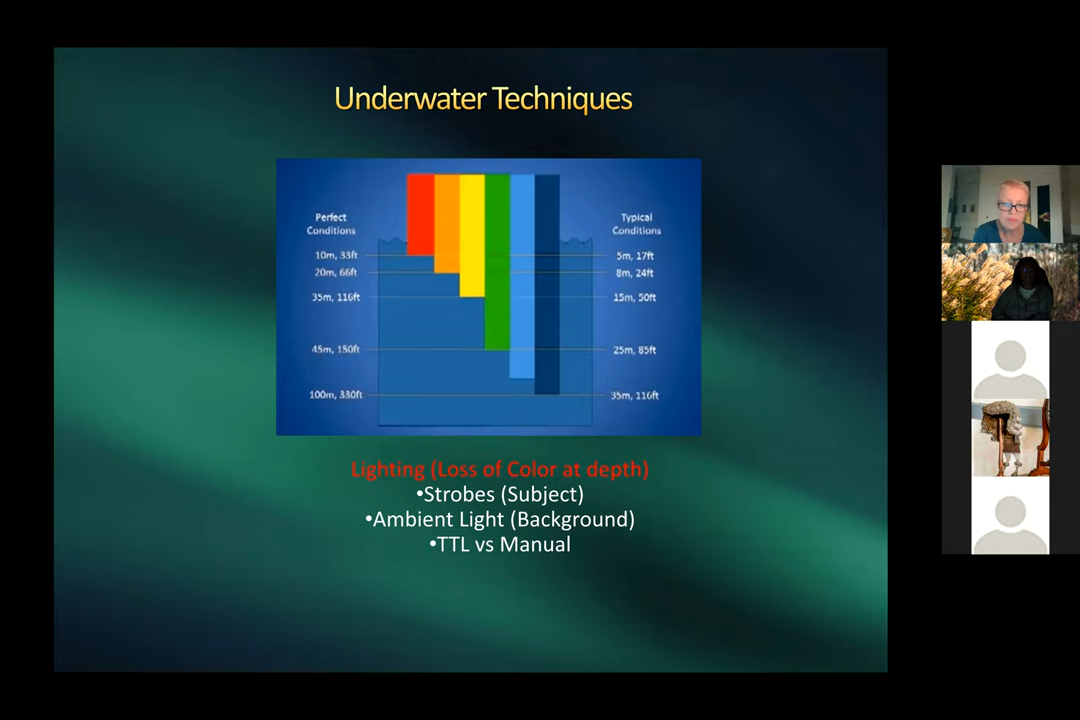 Underwater Techniques
Perfect
Conditions
Typical
Conditions
10m, 33ft
5m, 17ft
20m, 66ft
8m, 24ft
35m, 116ft
15m, 50ft
45m, 150ft
25m, 85ft
100m, 330ft
35m, 116ft
Lighting (Loss of Color at depth)
•Strobes (Subject)
•Ambient Light (Background)
•TTL vs Manual